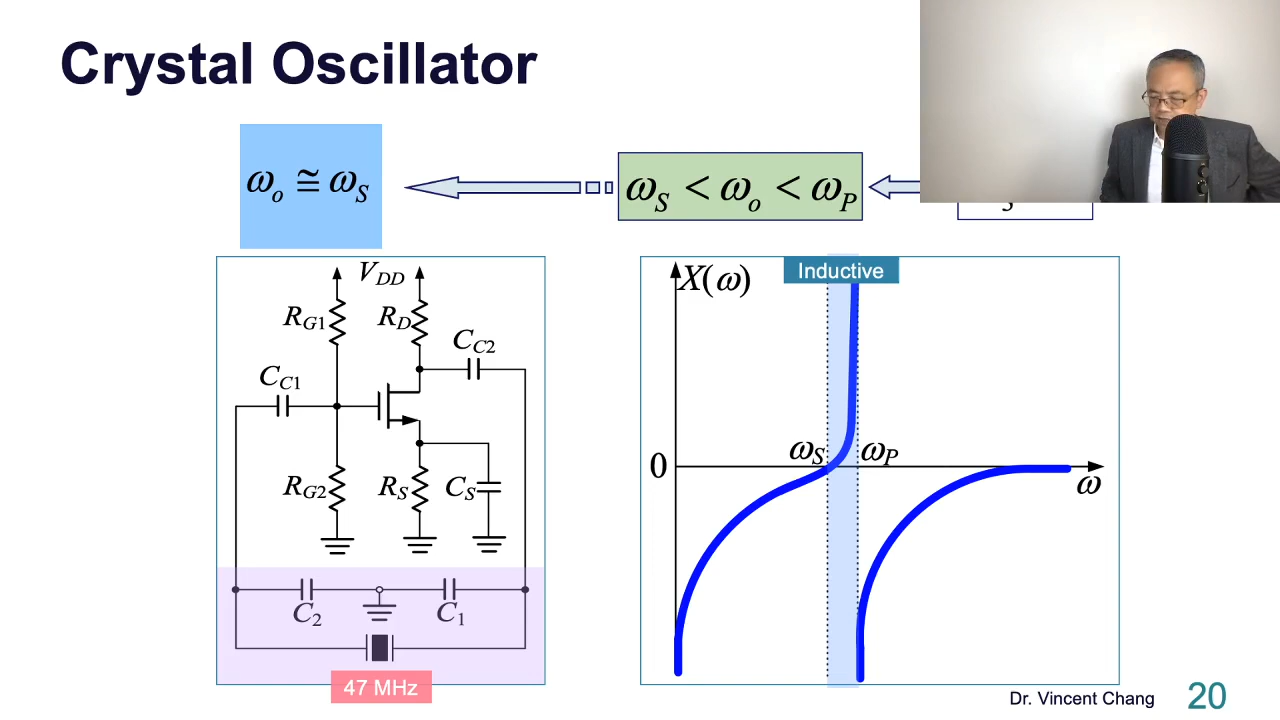 Crystal Oscillator
ω_o ≅ ω_S
ω_S < ω_o < ω_P
V_DD
R_G1
R_D
C_C2
C_C1
R_G2
R_S
C_S
C_2
C_1
47 MHz
Inductive
X(ω)
ω_S
ω_P
0
ω
Dr. Vincent Chang
20